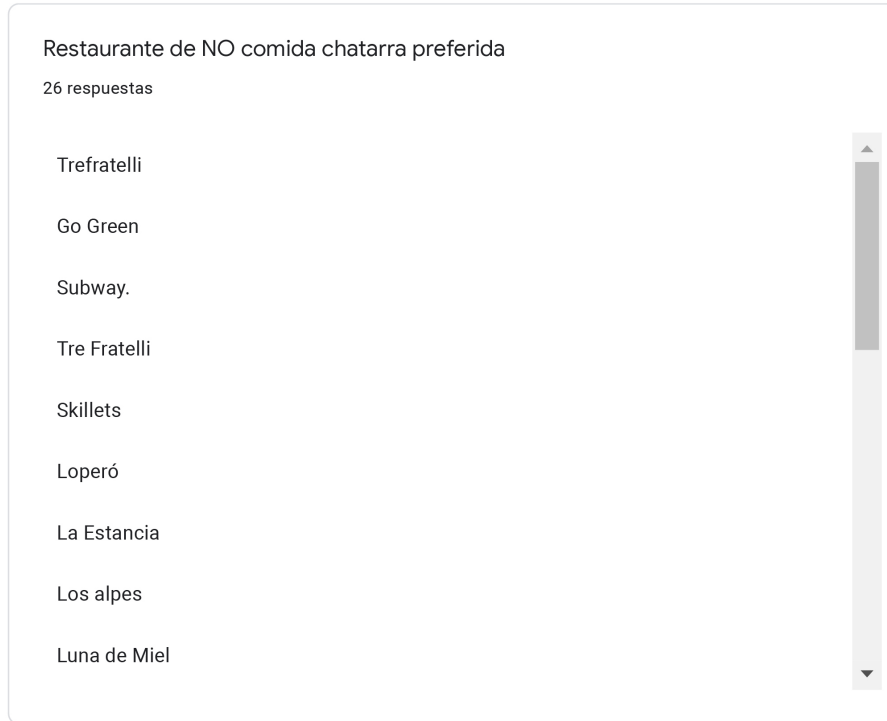 Restaurante de NO comida chatarra preferida
26 respuestas
Trefratelli
Go Green
Subway.
Tre Fratelli
Skillets
Loperó
La Estancia
Los alpes
Luna de Miel